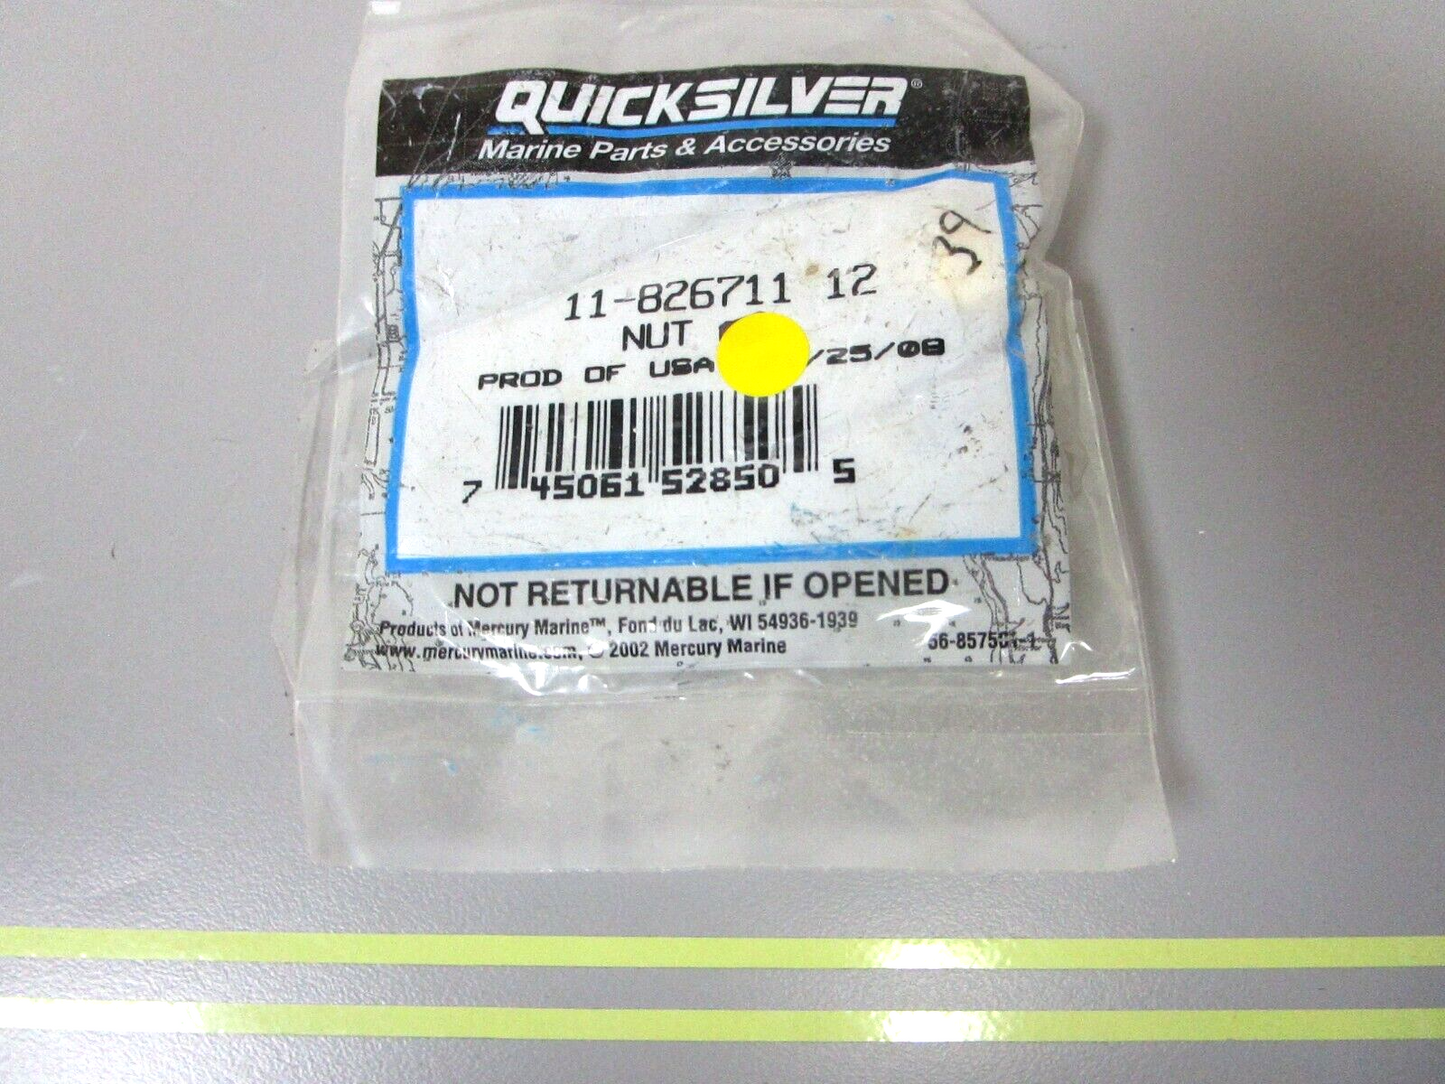 QUICKSILVER®
Marine Parts & Accessories
39
11-826711 12
NUT
PROD OF USA /25/08
7 45061 52850 5
NOT RETURNABLE IF OPENED
Products of Mercury Marine™, Fond du Lac, WI 54936-1939
www.mercurymarine.com, © 2002 Mercury Marine